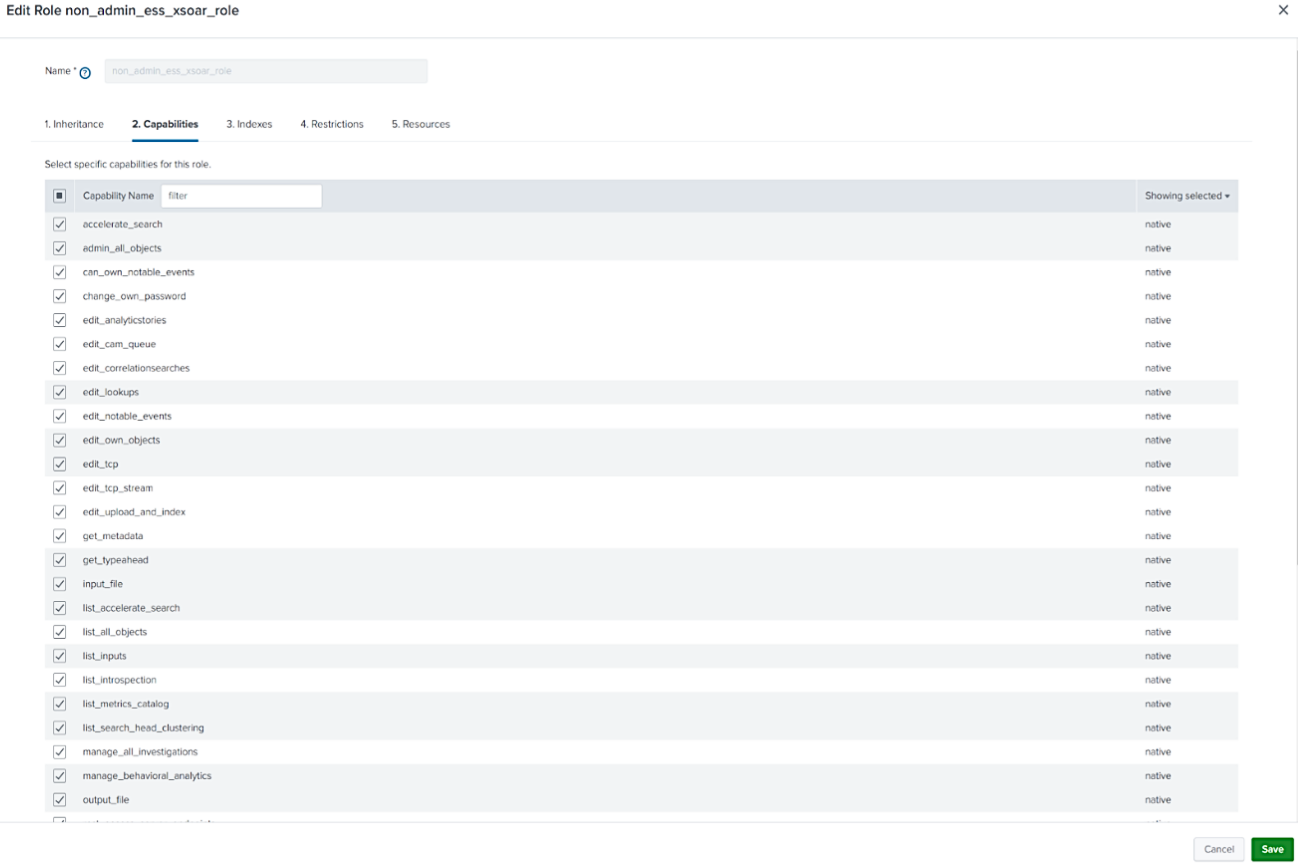 Edit Role non_admin_ess_xsoar_role
Name * ? non_admin_ess_xsoar_role
1. Inheritance 2. Capabilities 3. Indexes 4. Restrictions 5. Resources
Select specific capabilities for this role.
Capability Name filter Showing selected
accelerate_search native
admin_all_objects native
can_own_notable_events native
change_own_password native
edit_analyticstories native
edit_cam_queue native
edit_correlationsearches native
edit_lookups native
edit_notable_events native
edit_own_objects native
edit_tcp native
edit_tcp_stream native
edit_upload_and_index native
get_metadata native
get_typeahead native
input_file native
list_accelerate_search native
list_all_objects native
list_inputs native
list_introspection native
list_metrics_catalog native
list_search_head_clustering native
manage_all_investigations native
manage_behavioral_analytics native
output_file native
Cancel Save